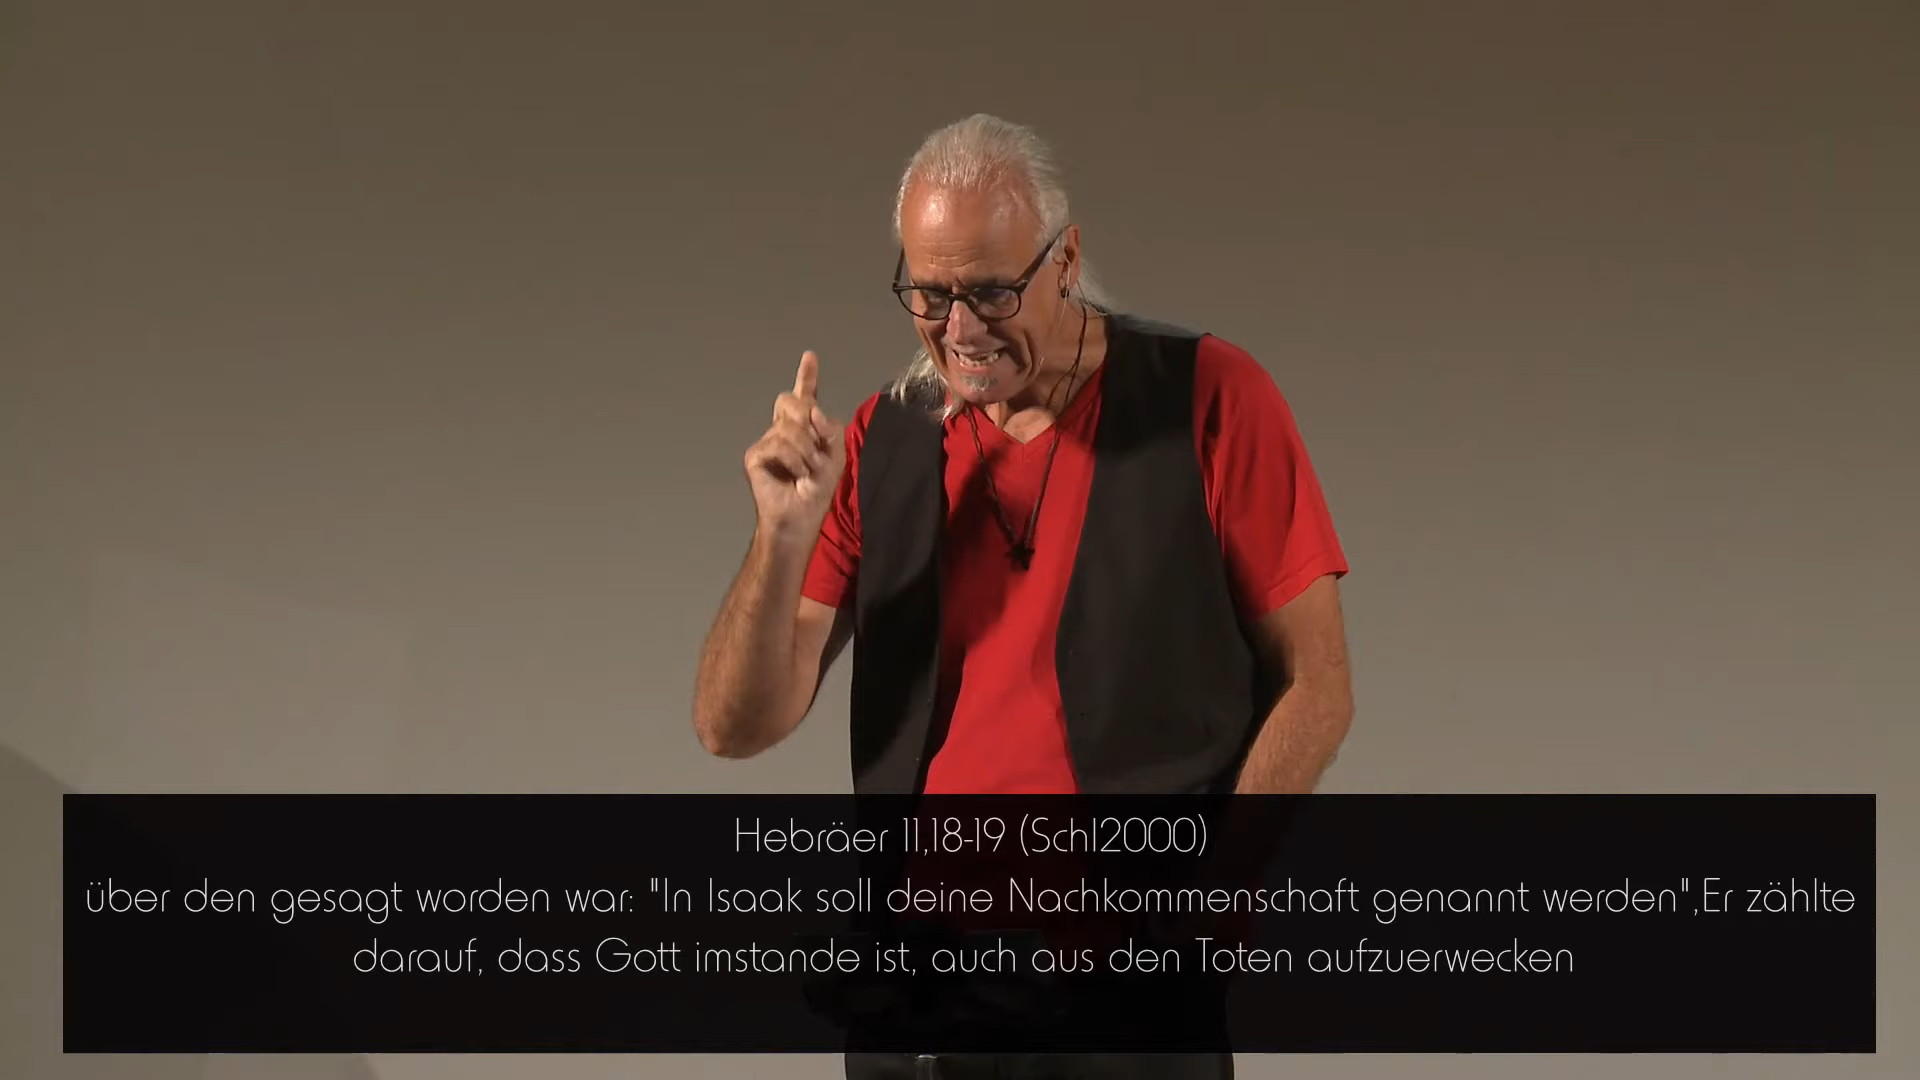 Hebräer 11,18-19 (Schl2000)
über den gesagt worden war: "In Isaak soll deine Nachkommenschaft genannt werden",Er zählte
darauf, dass Gott imstande ist, auch aus den Toten aufzuerwecken